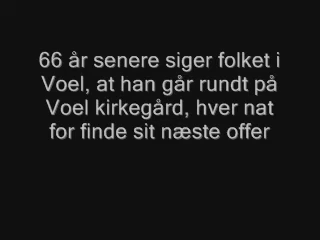 66 år senere siger folket i
Voel, at han går rundt på
Voel kirkegård, hver nat
for finde sit næste offer